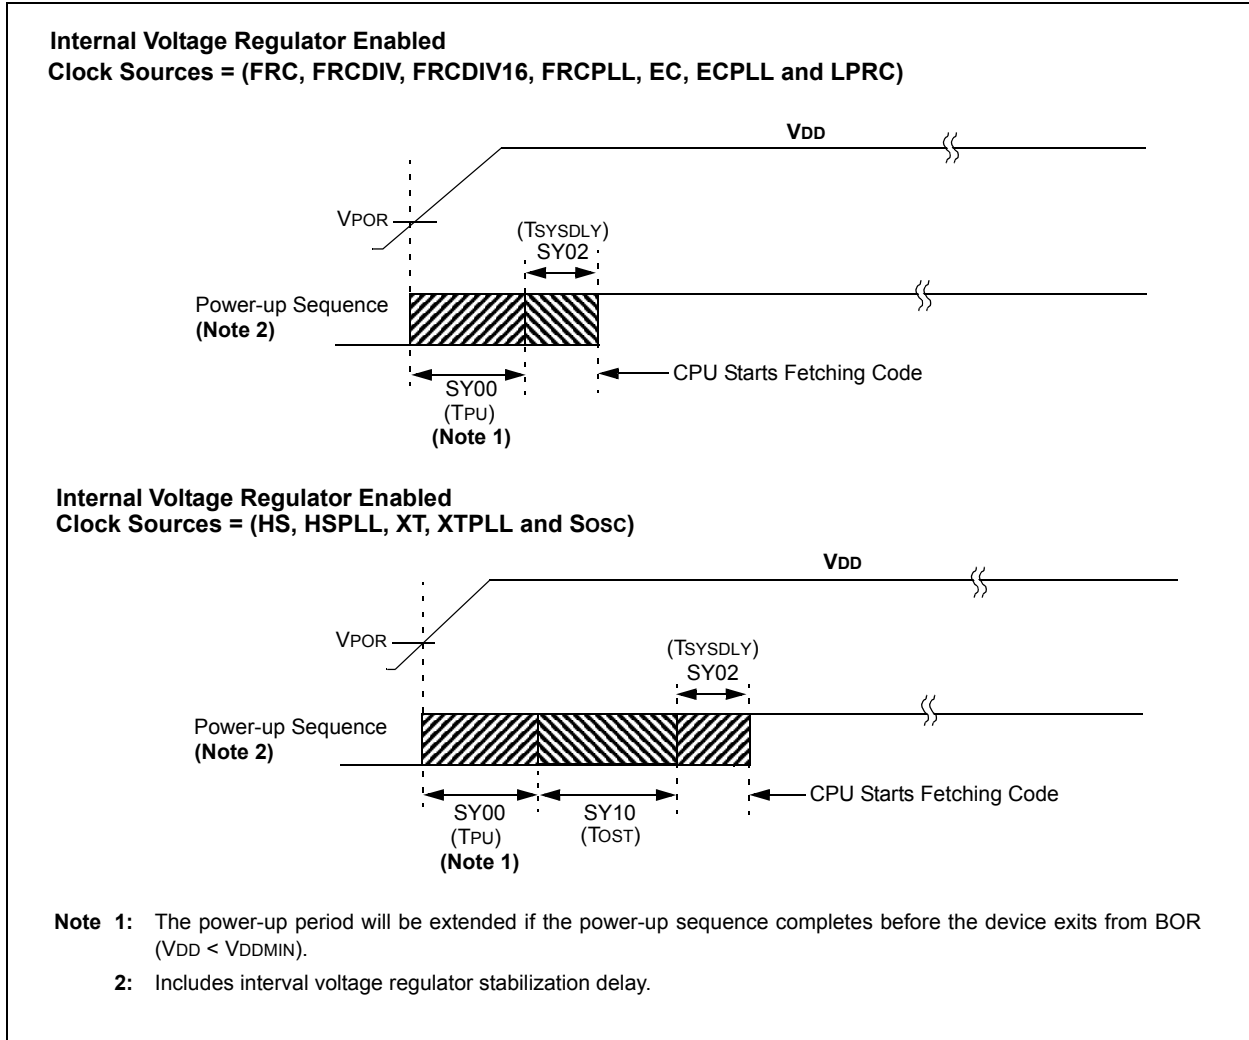 Internal Voltage Regulator Enabled
Clock Sources = (FRC, FRCDIV, FRCDIV16, FRCPLL, EC, ECPLL and LPRC)
VDD
VPOR
(TSYSDLY)
SY02
Power-up Sequence
(Note 2)
CPU Starts Fetching Code
SY00
(TPU)
(Note 1)
Internal Voltage Regulator Enabled
Clock Sources = (HS, HSPLL, XT, XTPLL and SOSC)
VDD
VPOR
(TSYSDLY)
SY02
Power-up Sequence
(Note 2)
CPU Starts Fetching Code
SY00 SY10
(TPU) (TOST)
(Note 1)
Note 1: The power-up period will be extended if the power-up sequence completes before the device exits from BOR
(VDD < VDDMIN).
2: Includes interval voltage regulator stabilization delay.